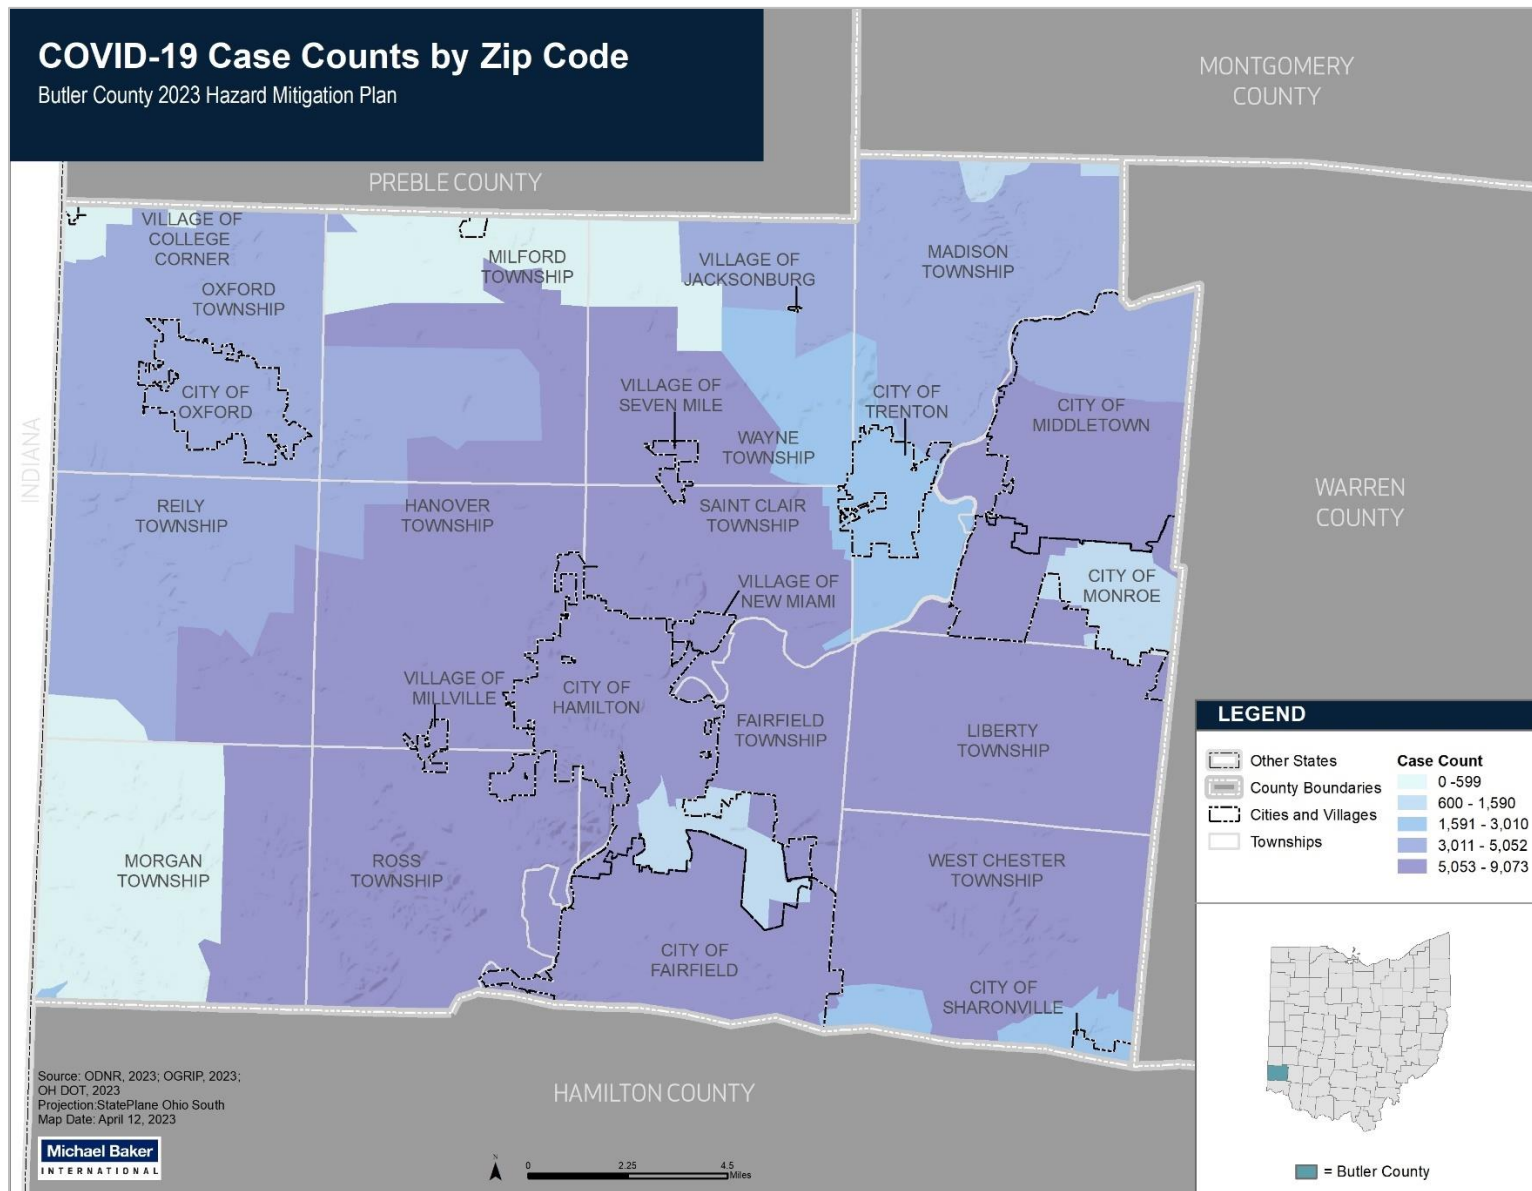 COVID-19 Case Counts by Zip Code
Butler County 2023 Hazard Mitigation Plan
MONTGOMERY
COUNTY
PREBLE COUNTY
VILLAGE OF
COLLEGE
CORNER
MILFORD
TOWNSHIP
VILLAGE OF
JACKSONBURG
MADISON
TOWNSHIP
OXFORD
TOWNSHIP
CITY OF
OXFORD
VILLAGE OF
SEVEN MILE
CITY OF
TRENTON
CITY OF
MIDDLETOWN
WAYNE
TOWNSHIP
INDIANA
REILY
TOWNSHIP
HANOVER
TOWNSHIP
SAINT CLAIR
TOWNSHIP
WARREN
COUNTY
VILLAGE OF
NEW MIAMI
CITY OF
MONROE
VILLAGE OF
MILLVILLE
CITY OF
HAMILTON
FAIRFIELD
TOWNSHIP
LIBERTY
TOWNSHIP
MORGAN
TOWNSHIP
ROSS
TOWNSHIP
WEST CHESTER
TOWNSHIP
CITY OF
FAIRFIELD
CITY OF
SHARONVILLE
HAMILTON COUNTY
LEGEND
Other States
County Boundaries
Cities and Villages
Townships
Case Count
0 -599
600 - 1,590
1,591 - 3,010
3,011 - 5,052
5,053 - 9,073
= Butler County
Source: ODNR, 2023; OGRIP, 2023;
OH DOT, 2023
Projection:StatePlane Ohio South
Map Date: April 12, 2023
Michael Baker
INTERNATIONAL
N
0 2.25 4.5
Miles